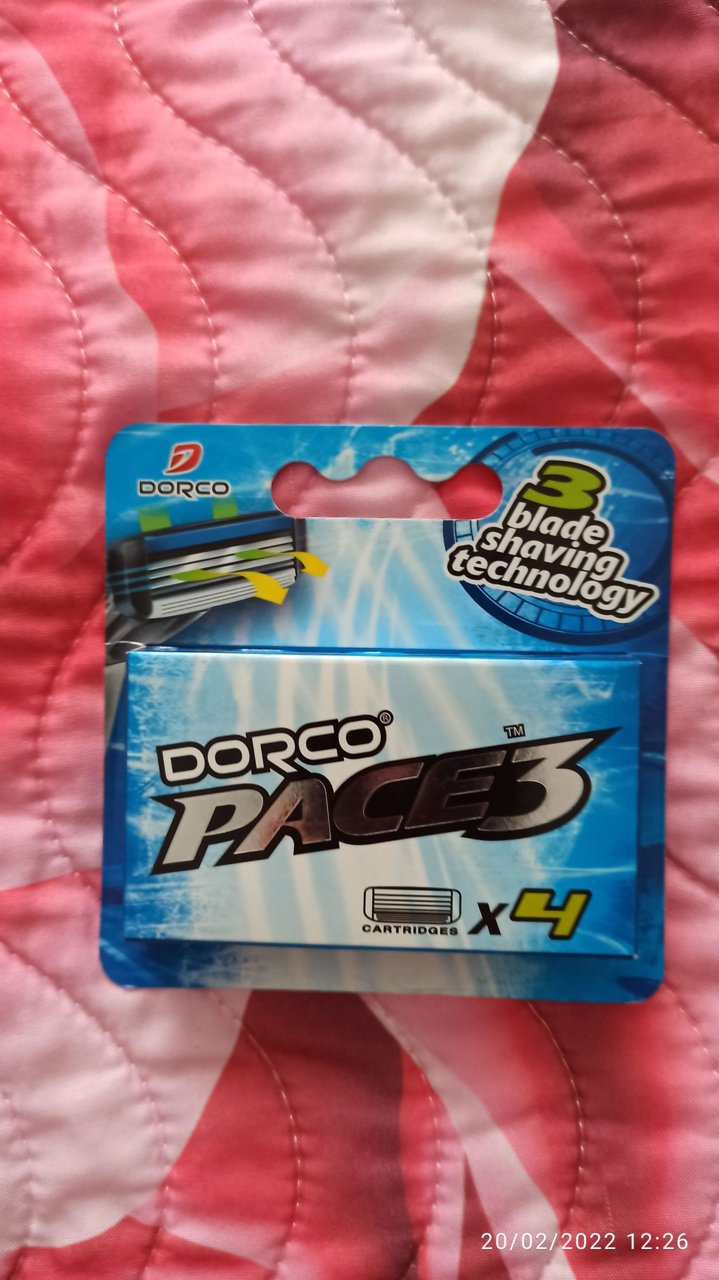 DORCO
3
blade
shaving
technology
DORCO®
PACE3™
CARTRIDGES X4
20/02/2022 12:26